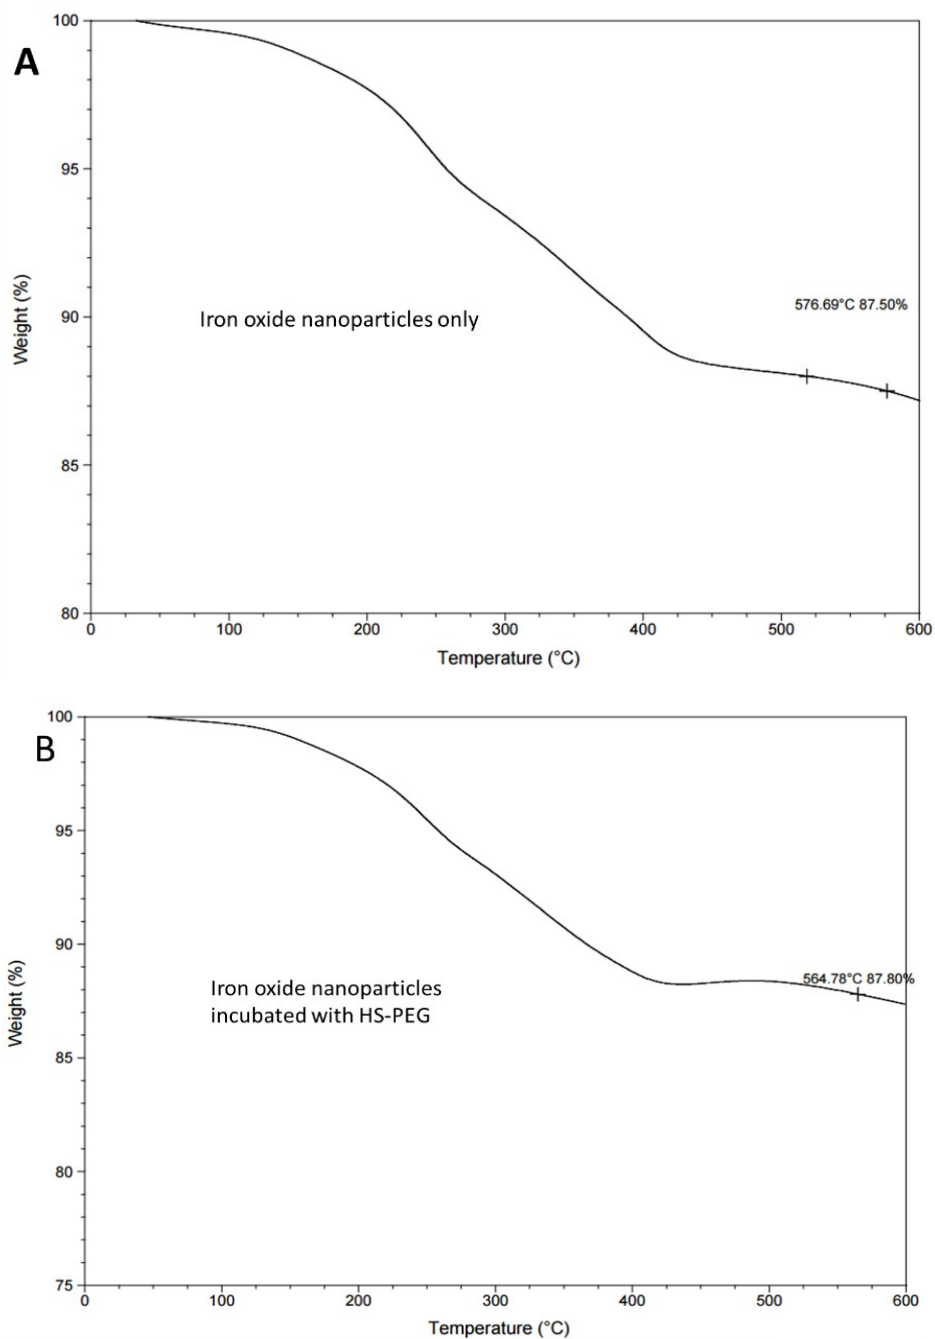 A
100
95
90
85
80
Weight (%)
Iron oxide nanoparticles only
576.69°C 87.50%
0 100 200 300 400 500 600
Temperature (°C)
B
100
95
90
85
80
75
Weight (%)
Iron oxide nanoparticles
incubated with HS-PEG
564.78°C 87.80%
0 100 200 300 400 500 600
Temperature (°C)